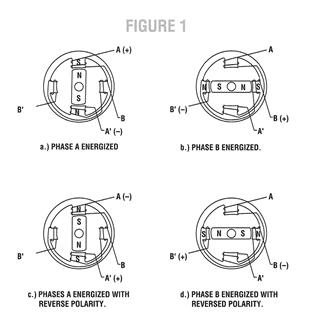 FIGURE 1
A (+)
S
N
S
N
B'
B
A' (–)
a.) PHASE A ENERGIZED
A
N S N S
B' (–)
B (+)
A'
b.) PHASE B ENERGIZED.
A (–)
N
S
N
S
B'
B
A' (+)
c.) PHASES A ENERGIZED WITH
REVERSE POLARITY.
A
S S N N
B' (+)
B (–)
A'
d.) PHASE B ENERGIZED WITH
REVERSED POLARITY.